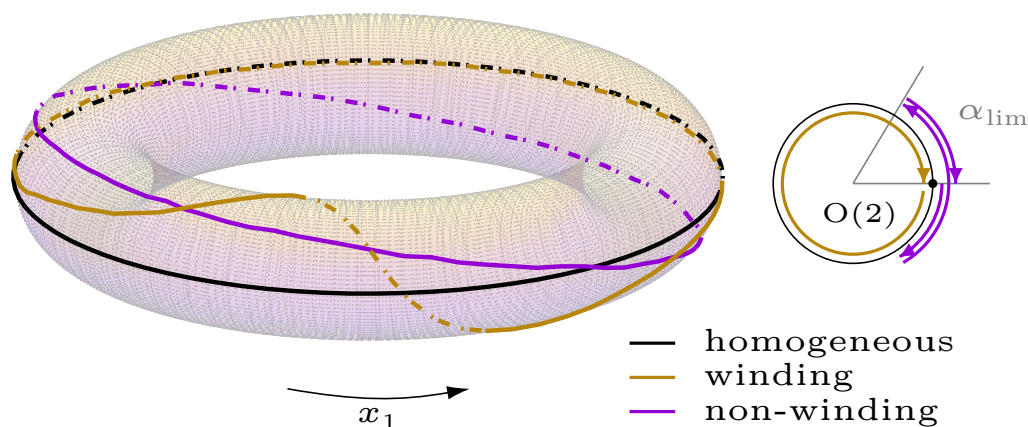 α_lim
O(2)
homogeneous
winding
x_1
non-winding